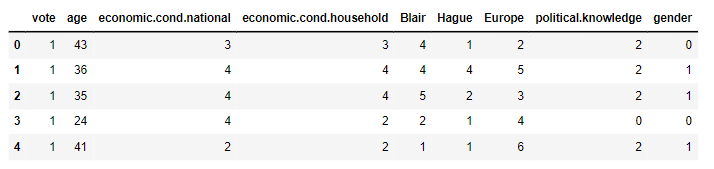 vote age economic.cond.national economic.cond.household Blair Hague Europe political.knowledge gender
0 1 43 3 3 4 1 2 2 0
1 1 36 4 4 4 4 5 2 1
2 1 35 4 4 5 2 3 2 1
3 1 24 4 2 2 1 4 0 0
4 1 41 2 2 1 1 6 2 1